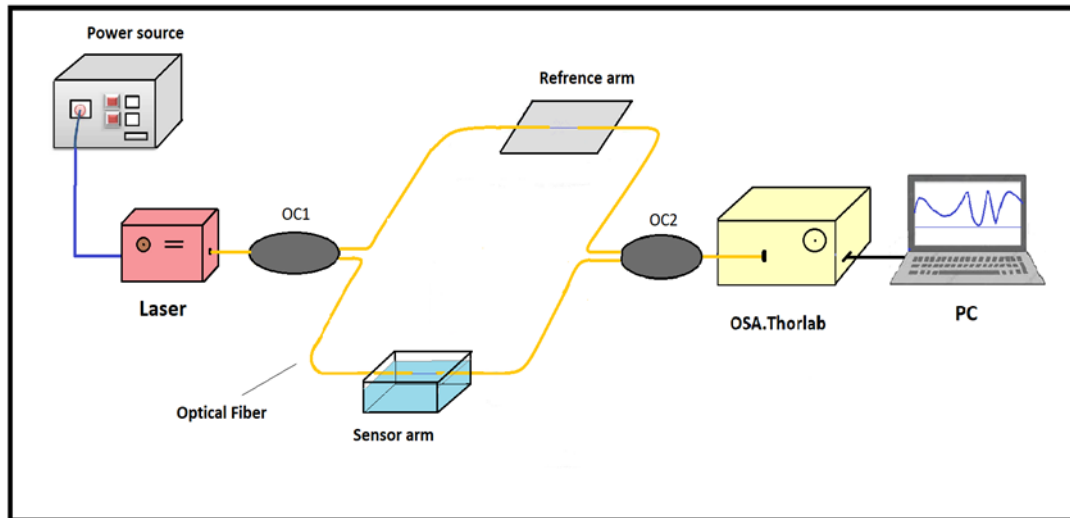 Power source
Refrence arm
OC1
OC2
Laser
OSA.Thorlab
PC
Optical Fiber
Sensor arm